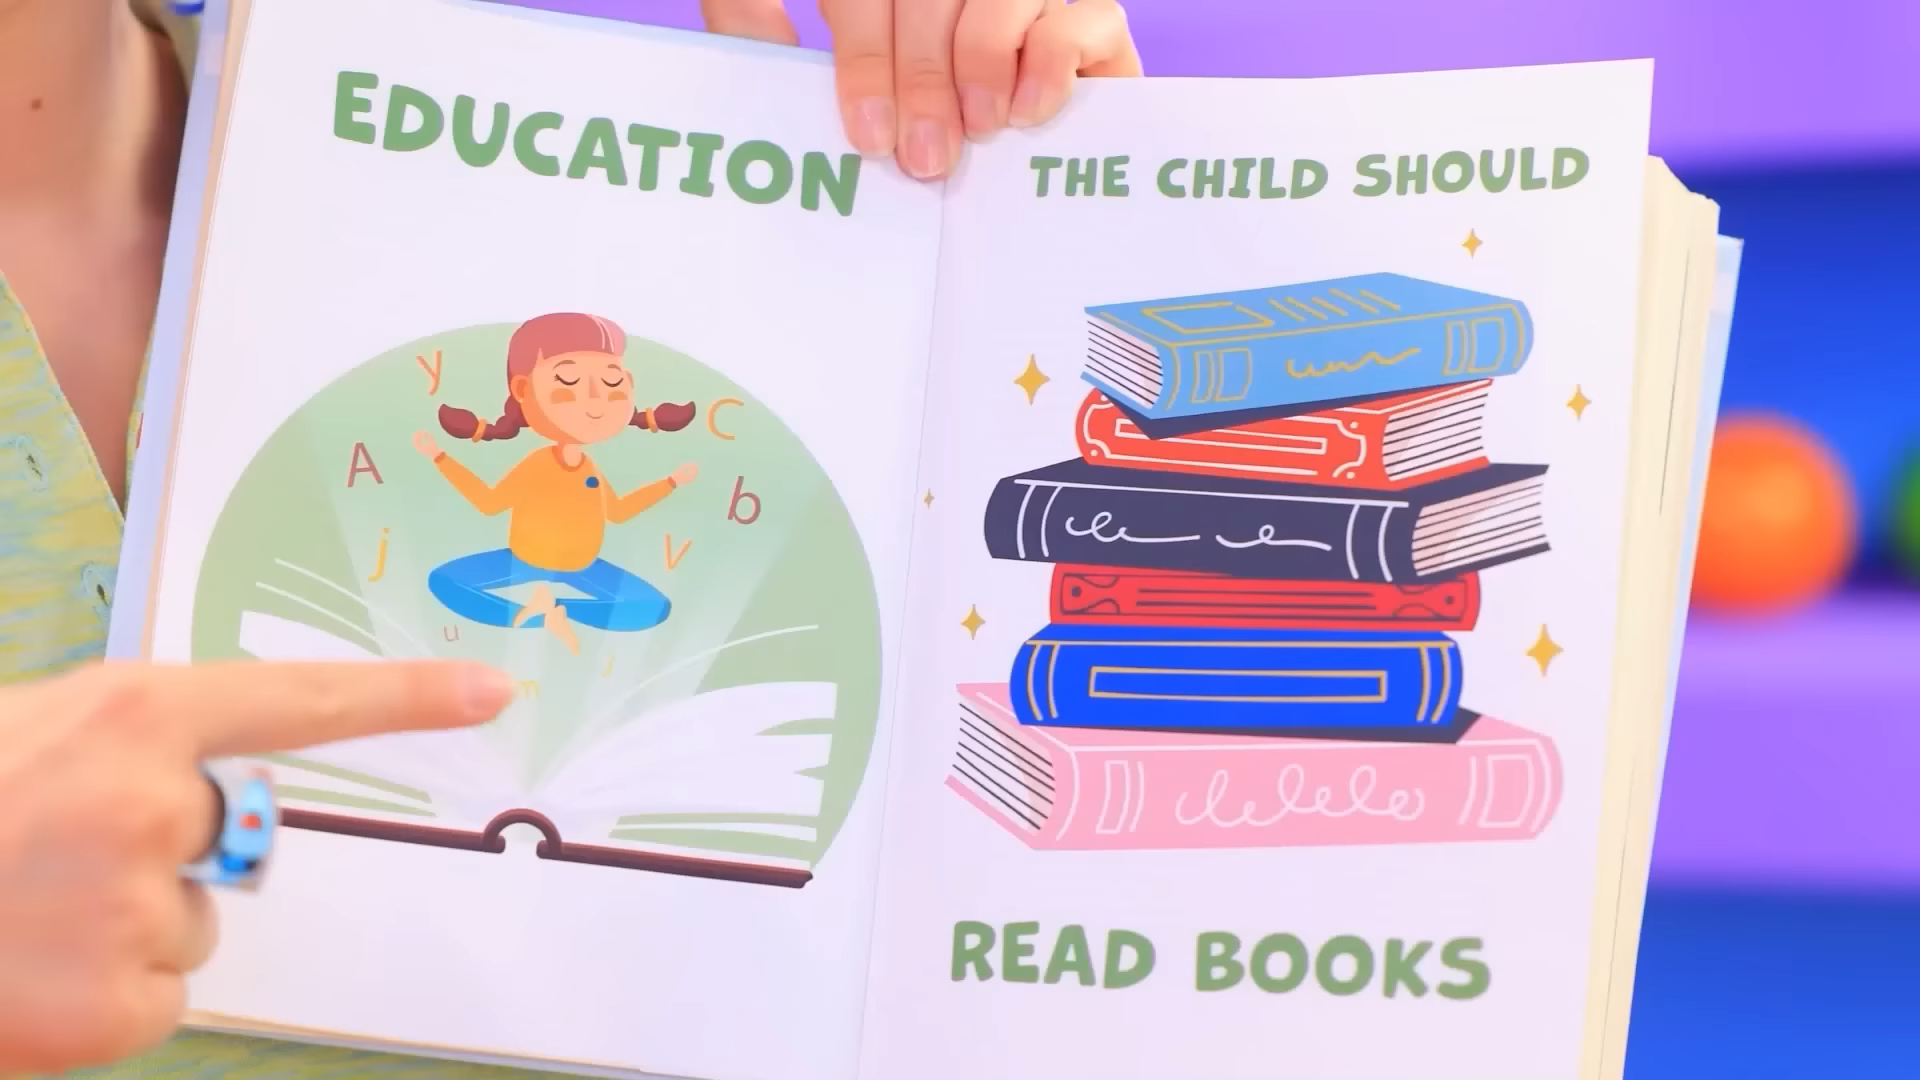 EDUCATION
y
C
A
b
j
v
u
m
THE CHILD SHOULD
READ BOOKS